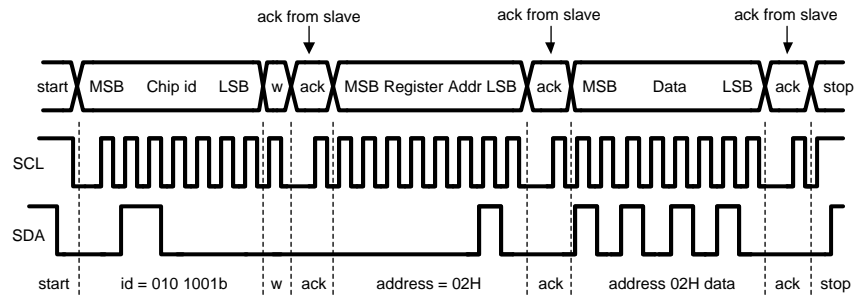 ack from slave ack from slave ack from slave
start MSB Chip id LSB w ack MSB Register Addr LSB ack MSB Data LSB ack stop
SCL
SDA
start id = 010 1001b w ack address = 02H ack address 02H data ack stop